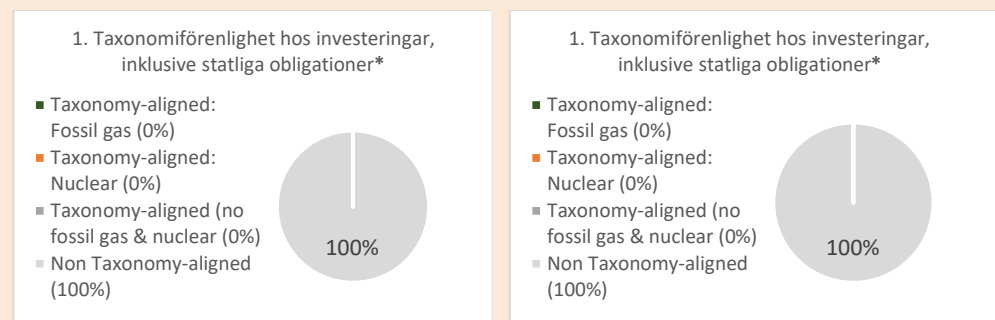 1. Taxonomiförenlighet hos investeringar,
inklusive statliga obligationer*
Taxonomy-aligned:
Fossil gas (0%)
Taxonomy-aligned:
Nuclear (0%)
Taxonomy-aligned (no
fossil gas & nuclear (0%)
Non Taxonomy-aligned
(100%)
100%
1. Taxonomiförenlighet hos investeringar,
inklusive statliga obligationer*
Taxonomy-aligned:
Fossil gas (0%)
Taxonomy-aligned:
Nuclear (0%)
Taxonomy-aligned (no
fossil gas & nuclear (0%)
Non Taxonomy-aligned
(100%)
100%